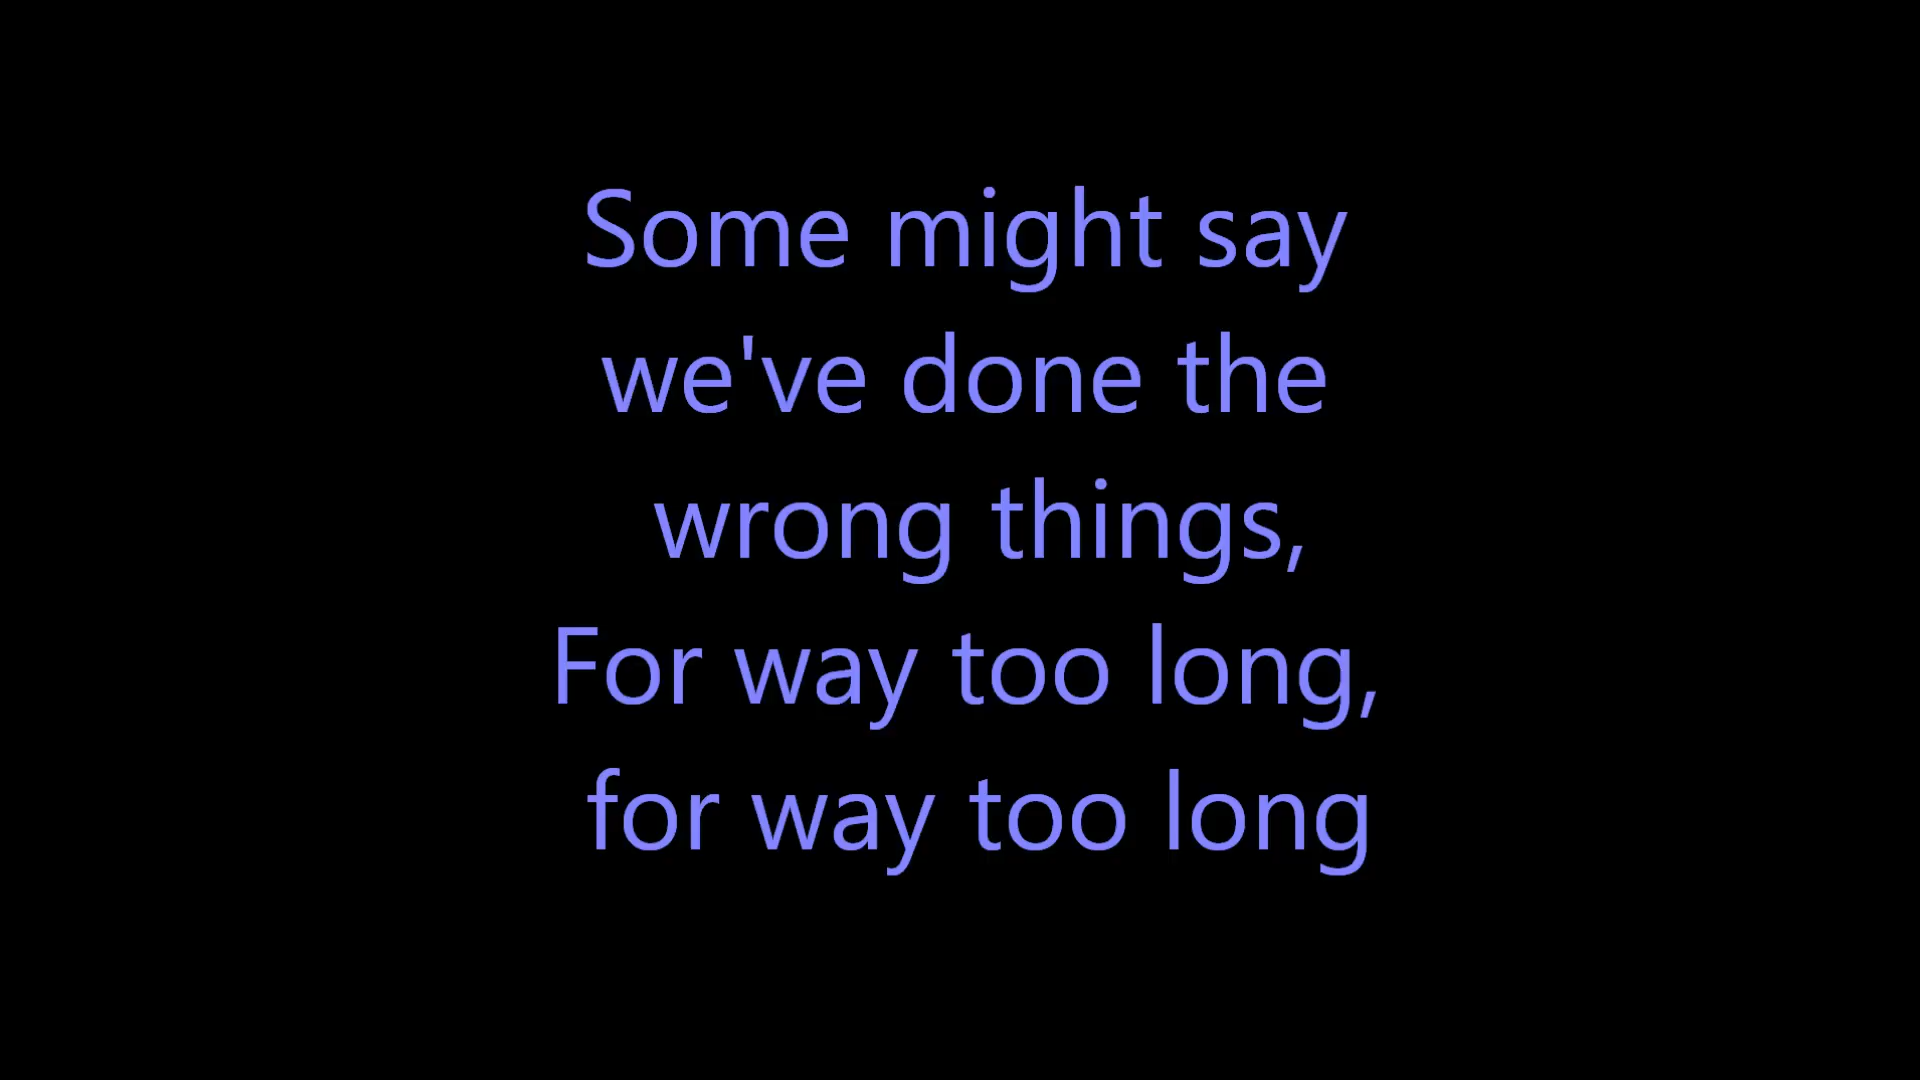 Some might say
we've done the
wrong things,
For way too long,
for way too long